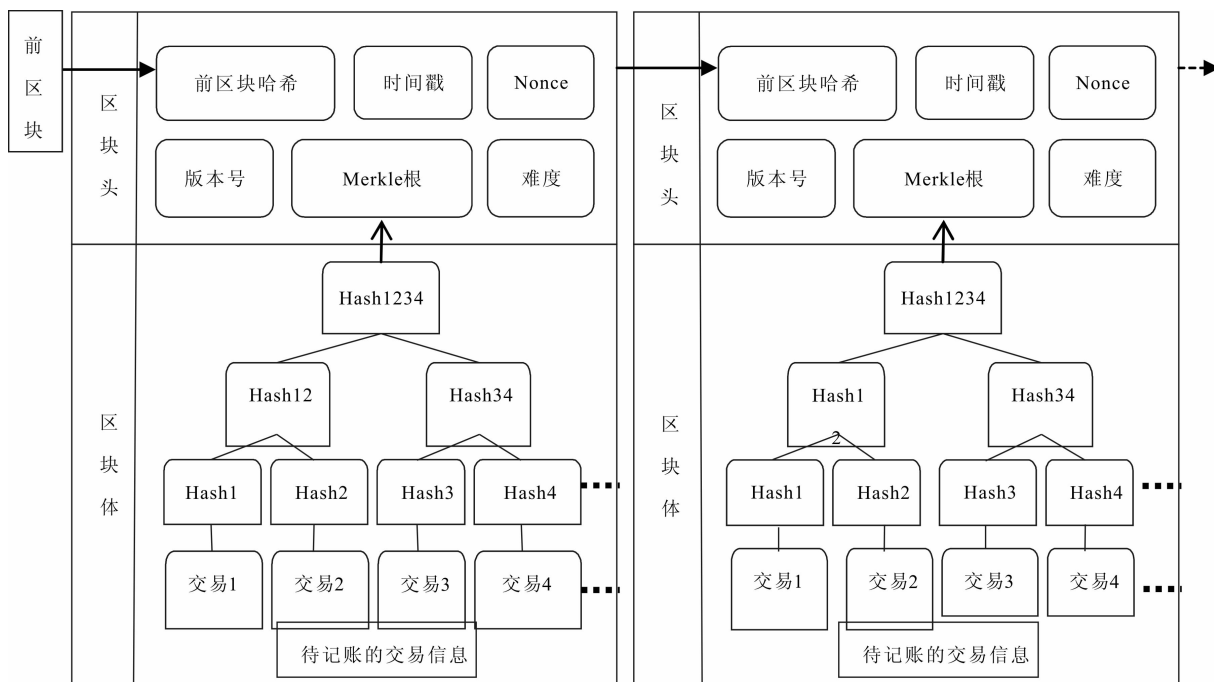 前区块
区块头
前区块哈希
时间戳
Nonce
版本号
Merkle根
难度
区块体
Hash1234
Hash12
Hash34
Hash1
Hash2
Hash3
Hash4
交易1
交易2
交易3
交易4
待记账的交易信息
区块头
前区块哈希
时间戳
Nonce
版本号
Merkle根
难度
区块体
Hash1234
Hash1
2
Hash34
Hash1
Hash2
Hash3
Hash4
交易1
交易2
交易3
交易4
待记账的交易信息